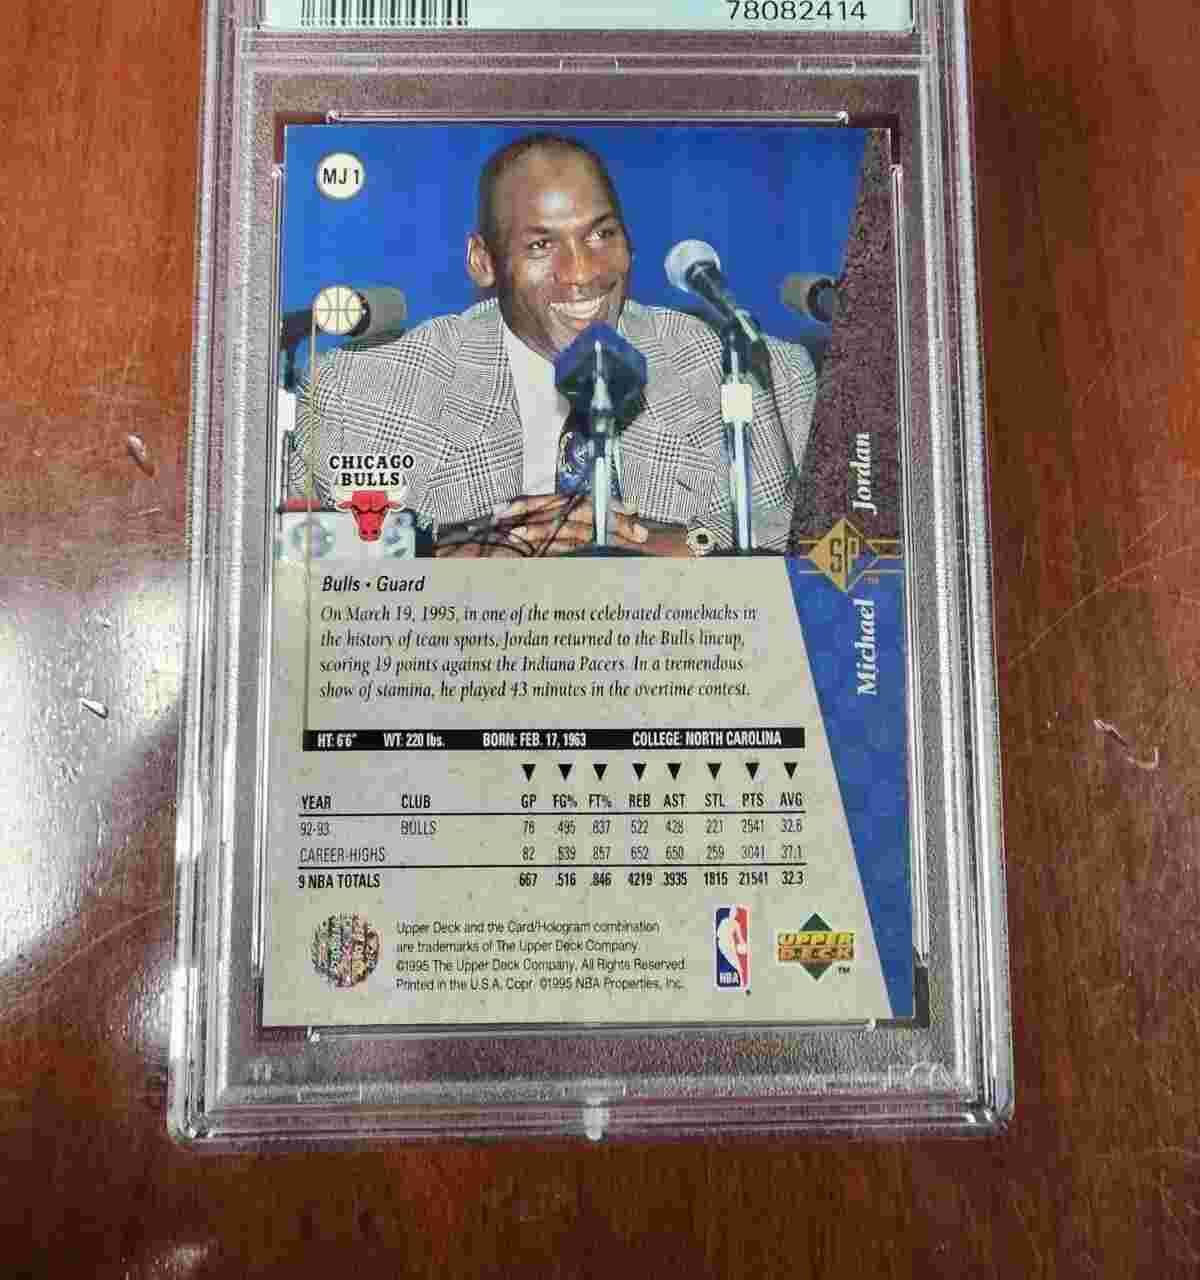 78082414
MJ 1
CHICAGO
BULLS
Michael Jordan
SP
TM
Bulls • Guard
On March 19, 1995, in one of the most celebrated comebacks in
the history of team sports, Jordan returned to the Bulls lineup,
scoring 19 points against the Indiana Pacers. In a tremendous
show of stamina, he played 43 minutes in the overtime contest.
HT: 6'6" WT: 220 lbs. BORN: FEB. 17, 1963 COLLEGE: NORTH CAROLINA
YEAR CLUB GP FG% FT% REB AST STL PTS AVG
92-93 BULLS 78 .495 .837 522 428 221 2541 32.6
CAREER-HIGHS 82 .539 .857 652 650 259 3041 37.1
9 NBA TOTALS 667 .516 .846 4219 3935 1815 21541 32.3
Upper Deck and the Card/Hologram combination
are trademarks of The Upper Deck Company.
©1995 The Upper Deck Company. All Rights Reserved.
Printed in the U.S.A. Copr. ©1995 NBA Properties, Inc.
NBA
®
UPPER
DECK
TM